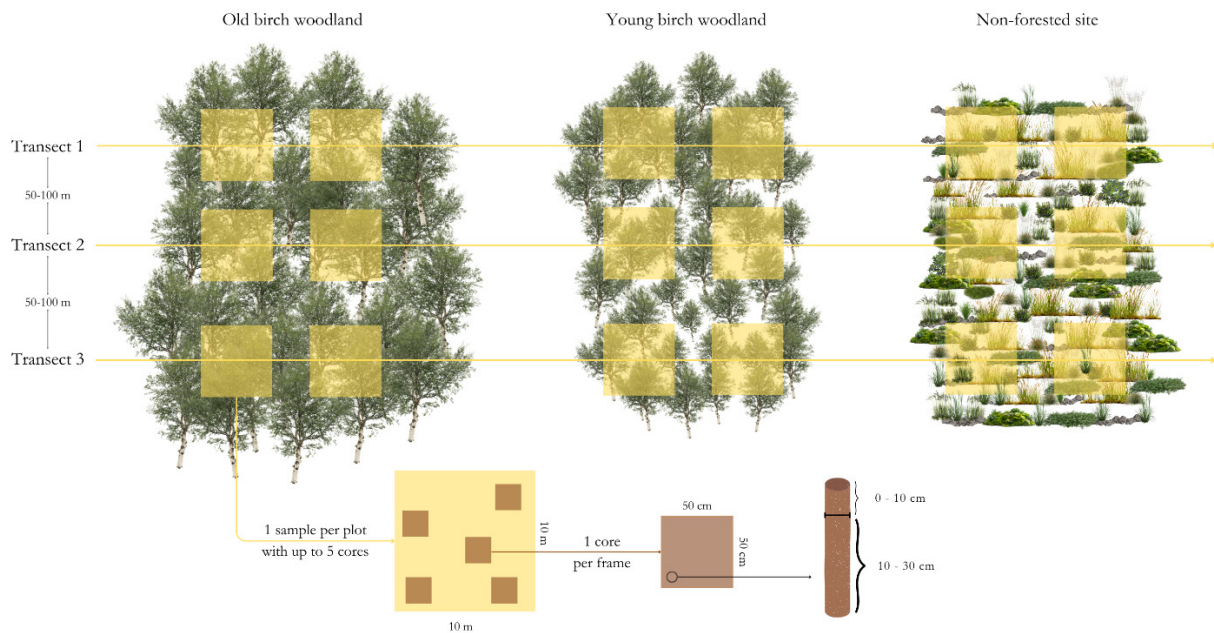 Old birch woodland
Young birch woodland
Non-forested site
Transect 1
50-100 m
Transect 2
50-100 m
Transect 3
1 sample per plot
with up to 5 cores
10 m
10 m
1 core
per frame
50 cm
50 cm
0 - 10 cm
10 - 30 cm